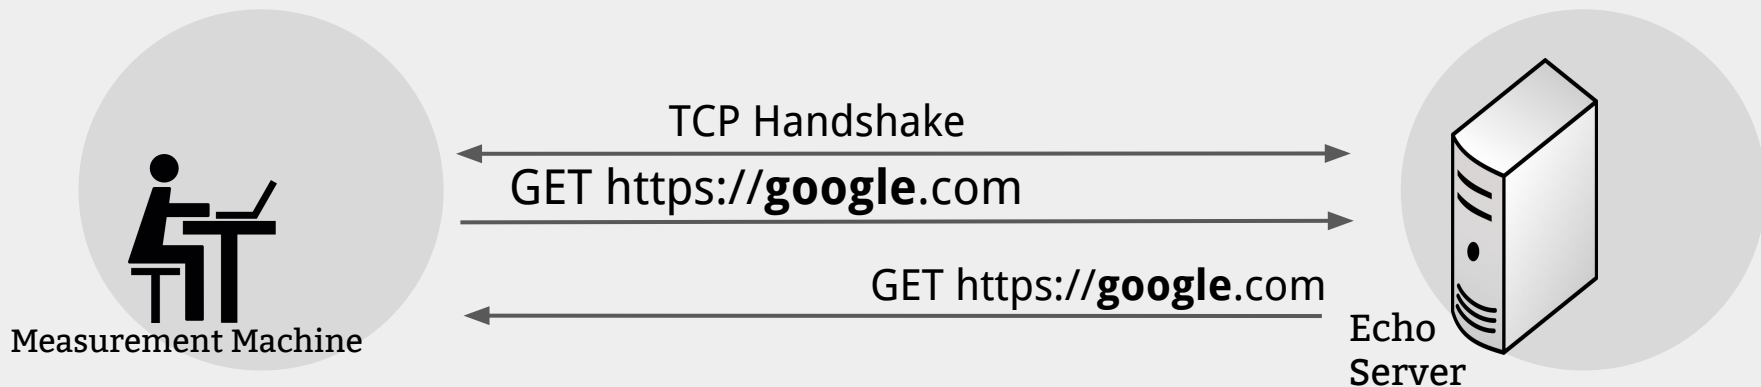 TCP Handshake
GET https://google.com
GET https://google.com
Measurement Machine
Echo
Server